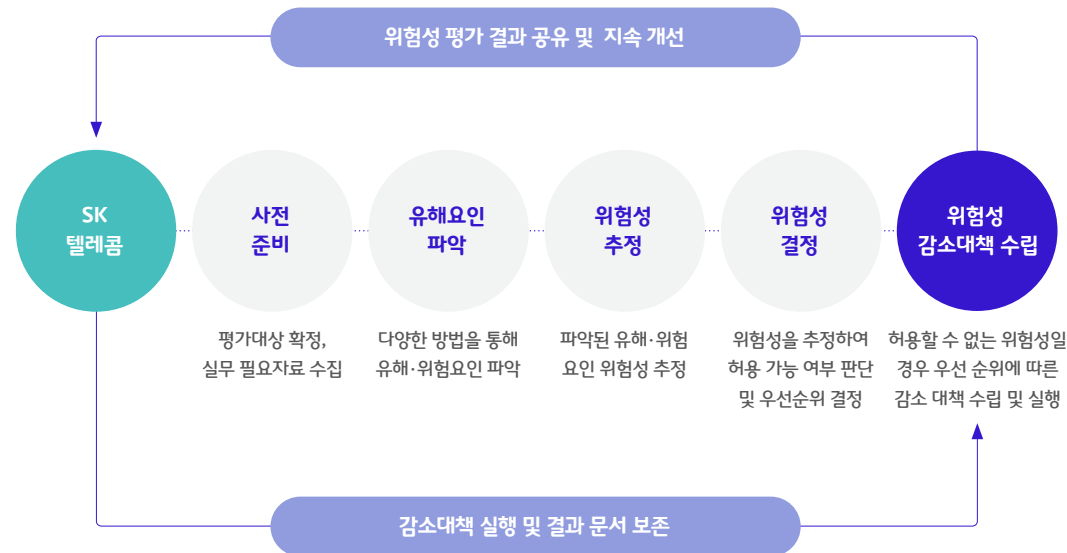 위험성 평가 결과 공유 및 지속 개선
SK
텔레콤
사전
준비
유해요인
파악
위험성
추정
위험성
결정
위험성
감소대책 수립
평가대상 확정,
실무 필요자료 수집
다양한 방법을 통해
유해·위험요인 파악
파악된 유해·위험
요인 위험성 추정
위험성을 추정하여
허용 가능 여부 판단
및 우선순위 결정
허용할 수 없는 위험성일
경우 우선 순위에 따른
감소 대책 수립 및 실행
감소대책 실행 및 결과 문서 보존